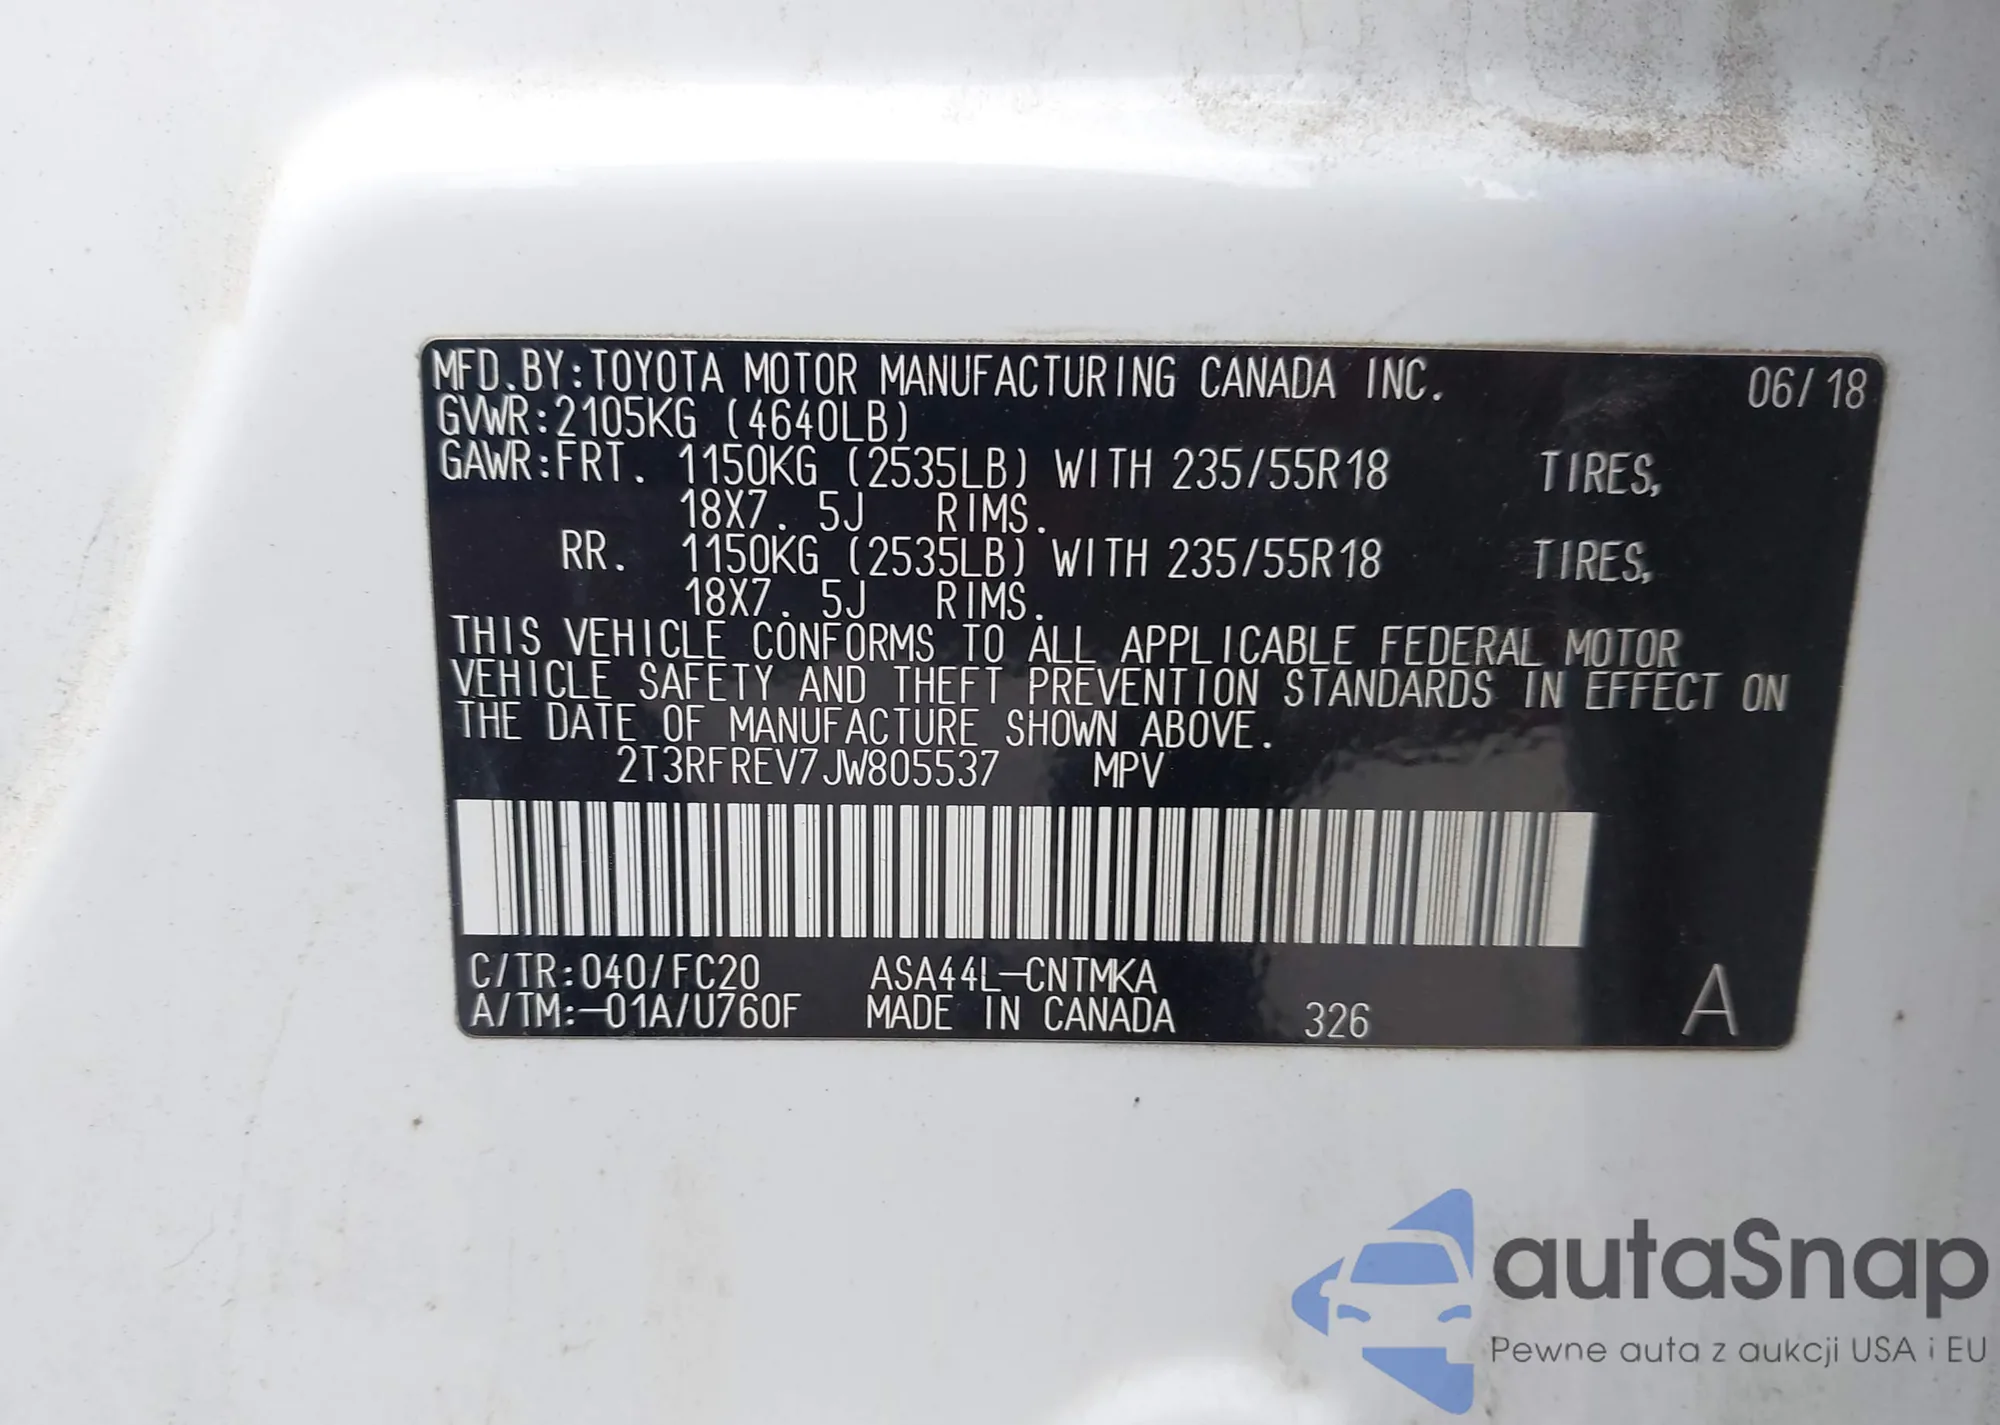 MFD.BY:TOYOTA MOTOR MANUFACTURING CANADA INC. 06/18
GVWR:2105KG (4640LB)
GAWR:FRT. 1150KG (2535LB) WITH 235/55R18 TIRES,
18X7. 5J RIMS.
RR. 1150KG (2535LB) WITH 235/55R18 TIRES,
18X7. 5J RIMS.
THIS VEHICLE CONFORMS TO ALL APPLICABLE FEDERAL MOTOR
VEHICLE SAFETY AND THEFT PREVENTION STANDARDS IN EFFECT ON
THE DATE OF MANUFACTURE SHOWN ABOVE.
2T3RFREV7JW805537 MPV
C/TR:040/FC20 ASA44L-CNTMKA
A/TM:-01A/U760F MADE IN CANADA 326 A
autaSnap
Pewne auta z aukcji USA i EU